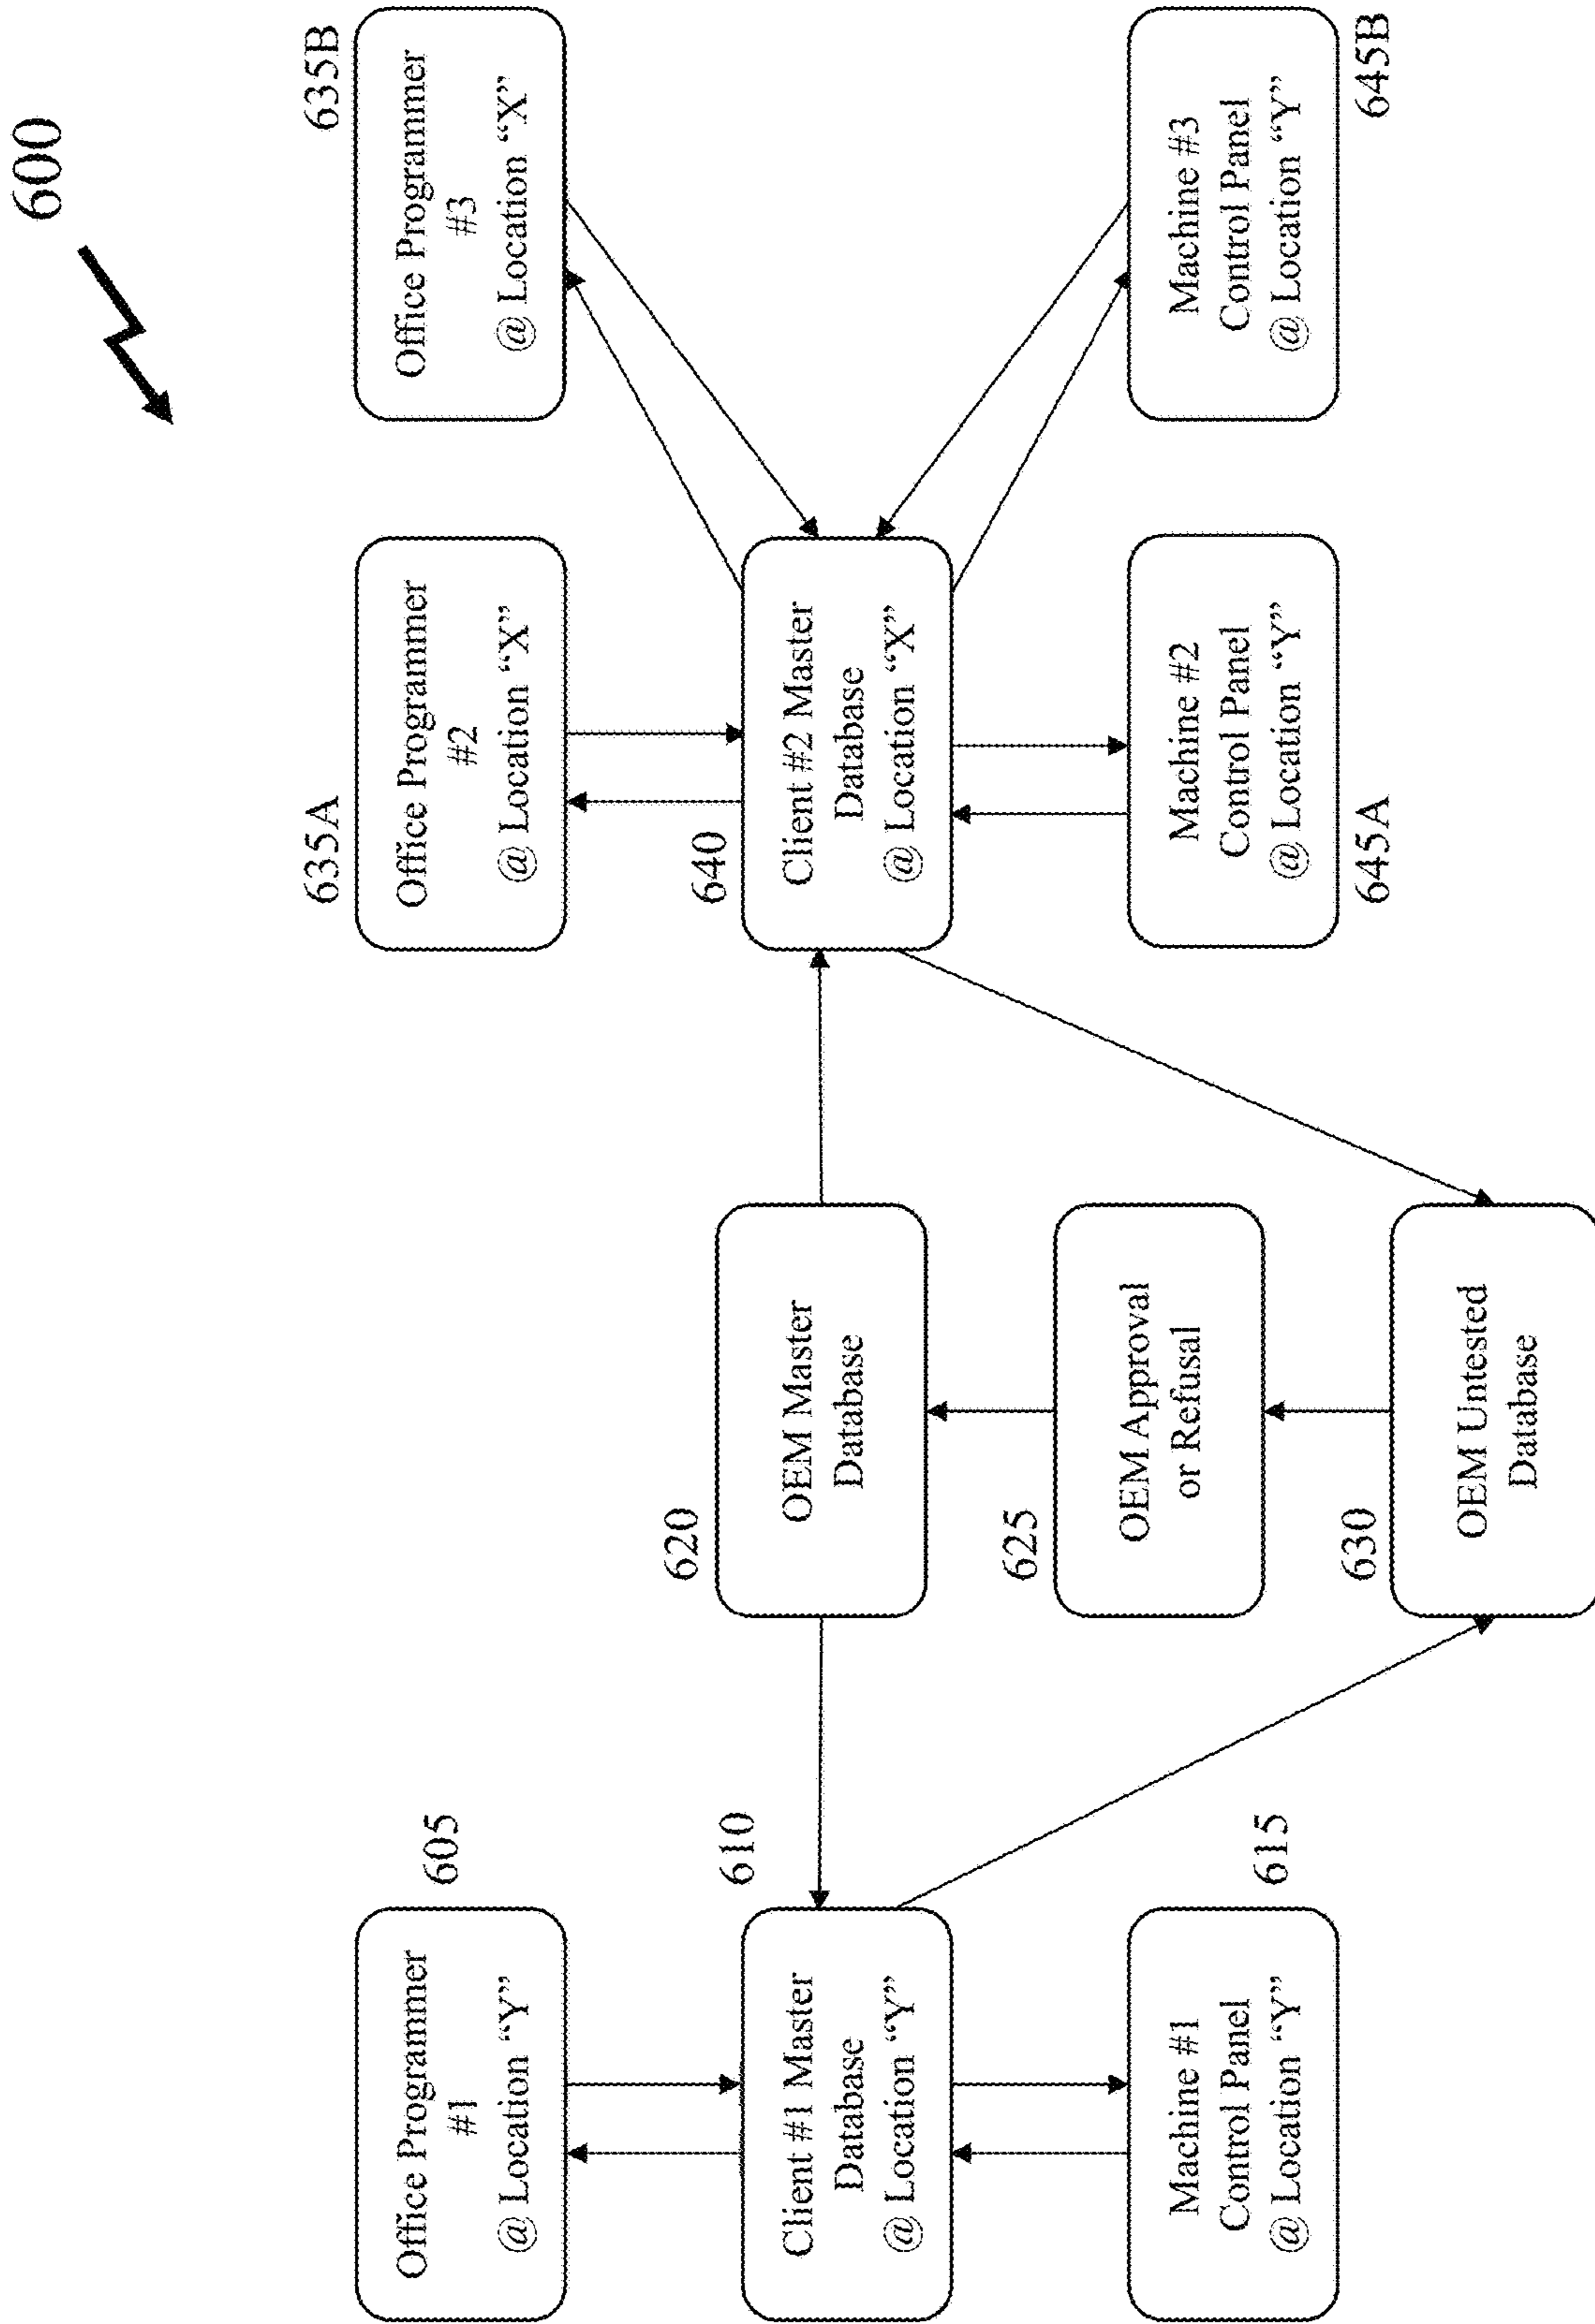 600
605
Office Programmer
#1
@ Location “Y”
610
Client #1 Master
Database
@ Location “Y”
615
Machine #1
Control Panel
@ Location “Y”
620
OEM Master
Database
625
OEM Approval
or Refusal
630
OEM Untested
Database
635A
Office Programmer
#2
@ Location “X”
640
Client #2 Master
Database
@ Location “X”
645A
Machine #2
Control Panel
@ Location “Y”
635B
Office Programmer
#3
@ Location “X”
645B
Machine #3
Control Panel
@ Location “Y”